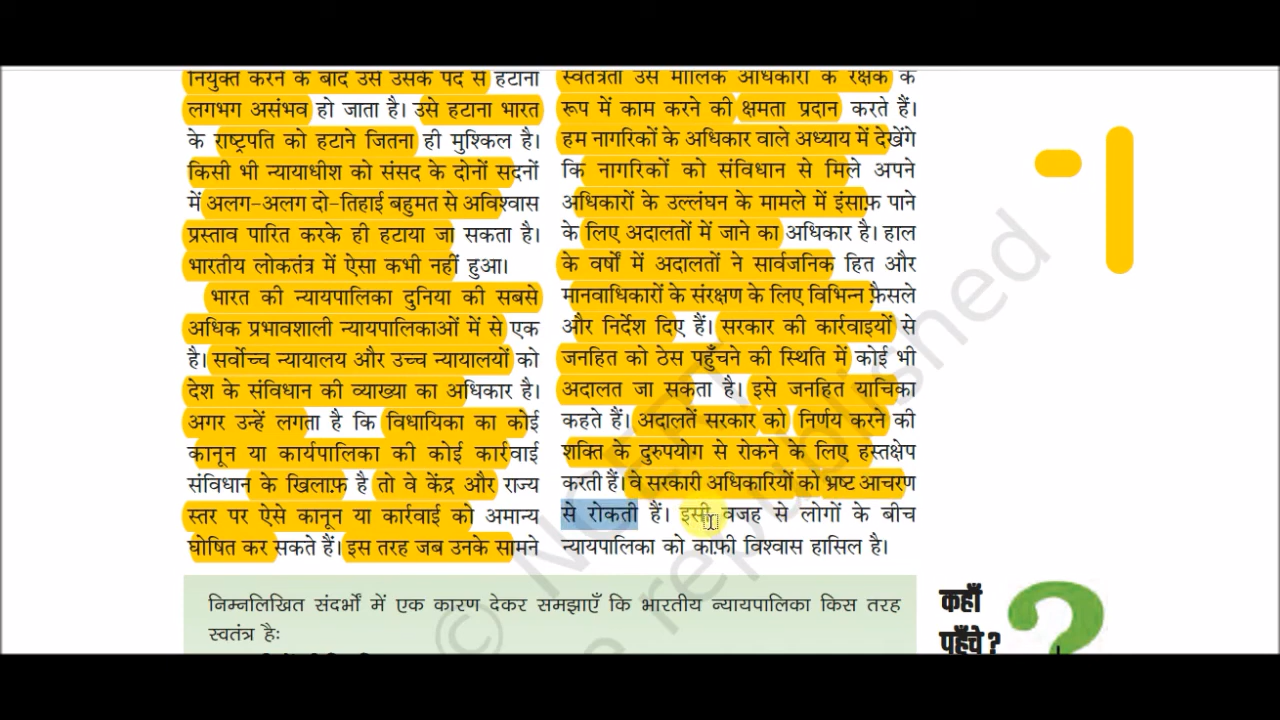 नियुक्त करने के बाद उसे उसके पद से हटाना
लगभग असंभव हो जाता है। उसे हटाना भारत
के राष्ट्रपति को हटाने जितना ही मुश्किल है।
किसी भी न्यायाधीश को संसद के दोनों सदनों
में अलग-अलग दो-तिहाई बहुमत से अविश्वास
प्रस्ताव पारित करके ही हटाया जा सकता है।
भारतीय लोकतंत्र में ऐसा कभी नहीं हुआ।
भारत की न्यायपालिका दुनिया की सबसे
अधिक प्रभावशाली न्यायपालिकाओं में से एक
है। सर्वोच्च न्यायालय और उच्च न्यायालयों को
देश के संविधान की व्याख्या का अधिकार है।
अगर उन्हें लगता है कि विधायिका का कोई
कानून या कार्यपालिका की कोई कार्रवाई
संविधान के खिलाफ़ है तो वे केंद्र और राज्य
स्तर पर ऐसे कानून या कार्रवाई को अमान्य
घोषित कर सकते हैं। इस तरह जब उनके सामने
स्वतंत्रता उसे मौलिक अधिकारों के रक्षक के
रूप में काम करने की क्षमता प्रदान करते हैं।
हम नागरिकों के अधिकार वाले अध्याय में देखेंगे
कि नागरिकों को संविधान से मिले अपने
अधिकारों के उल्लंघन के मामले में इंसाफ़ पाने
के लिए अदालतों में जाने का अधिकार है। हाल
के वर्षों में अदालतों ने सार्वजनिक हित और
मानवाधिकारों के संरक्षण के लिए विभिन्न फ़ैसले
और निर्देश दिए हैं। सरकार की कार्रवाइयों से
जनहित को ठेस पहुँचने की स्थिति में कोई भी
अदालत जा सकता है। इसे जनहित याचिका
कहते हैं। अदालतें सरकार को निर्णय करने की
शक्ति के दुरुपयोग से रोकने के लिए हस्तक्षेप
करती हैं। वे सरकारी अधिकारियों को भ्रष्ट आचरण
से रोकती हैं। इसी वजह से लोगों के बीच
न्यायपालिका को काफ़ी विश्वास हासिल है।
निम्नलिखित संदर्भों में एक कारण देकर समझाएँ कि भारतीय न्यायपालिका किस तरह
स्वतंत्र है:
कहाँ
पहुँचे?
© NCERT
be republished